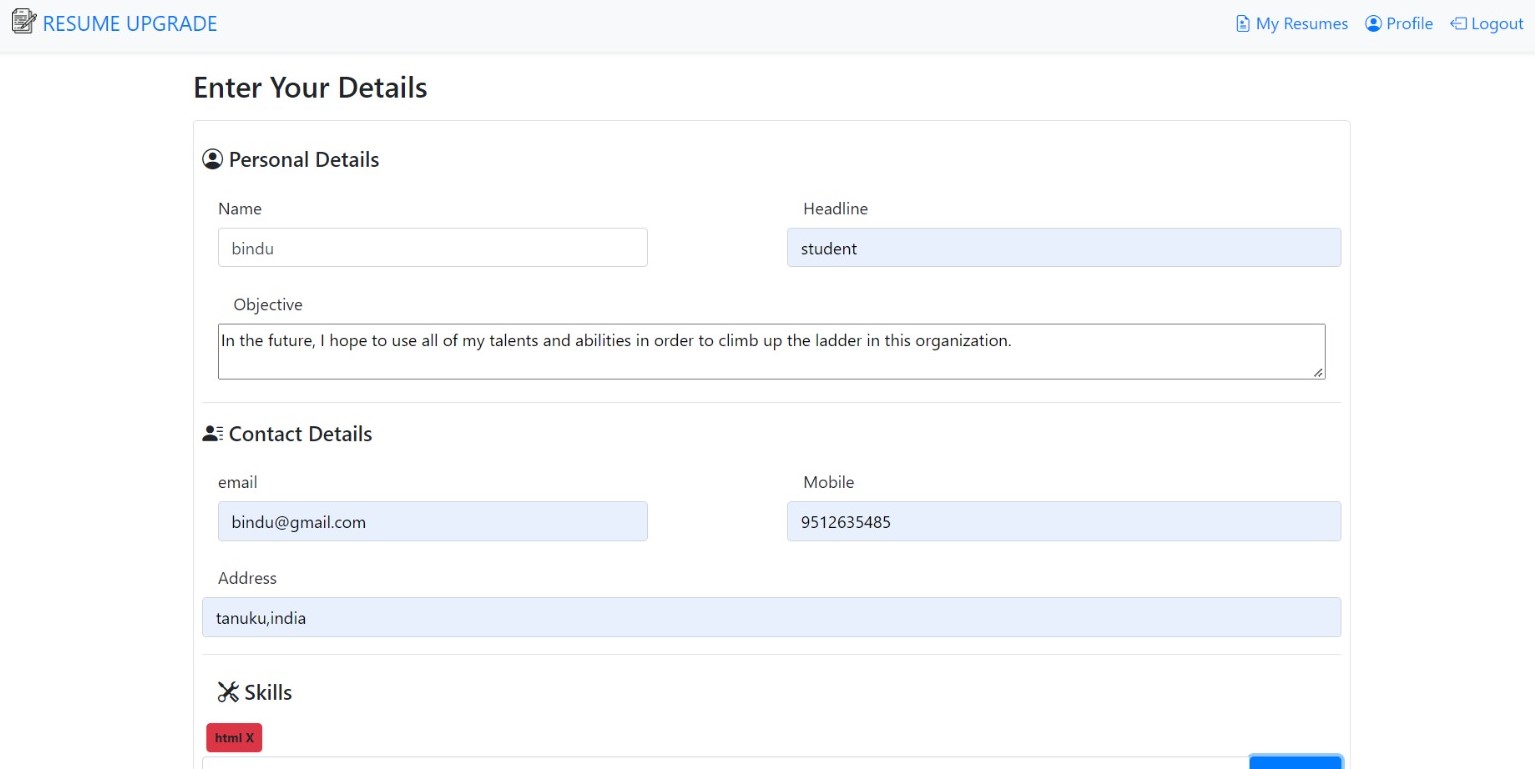 RESUME UPGRADE My Resumes Profile Logout
Enter Your Details
Personal Details
Name Headline
bindu student
Objective
In the future, I hope to use all of my talents and abilities in order to climb up the ladder in this organization.
Contact Details
email Mobile
bindu@gmail.com 9512635485
Address
tanuku,india
Skills
html X